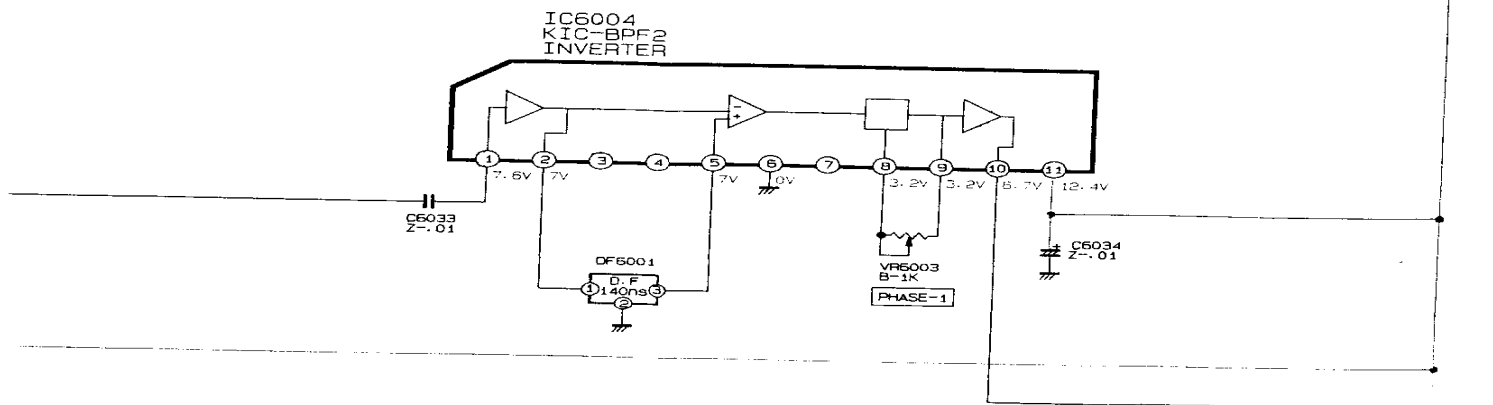 IC6004
KIC-BPF2
INVERTER
- +
1 2 3 4 5 6 7 8 9 10 11
7.6V 7V 7V 0V 3.2V 3.2V 6.7V 12.4V
C6033
Z-.01
DF6001
D.F
1 140ns 3
2
VR6003
B-1K
PHASE-1
+ C6034
Z-.01